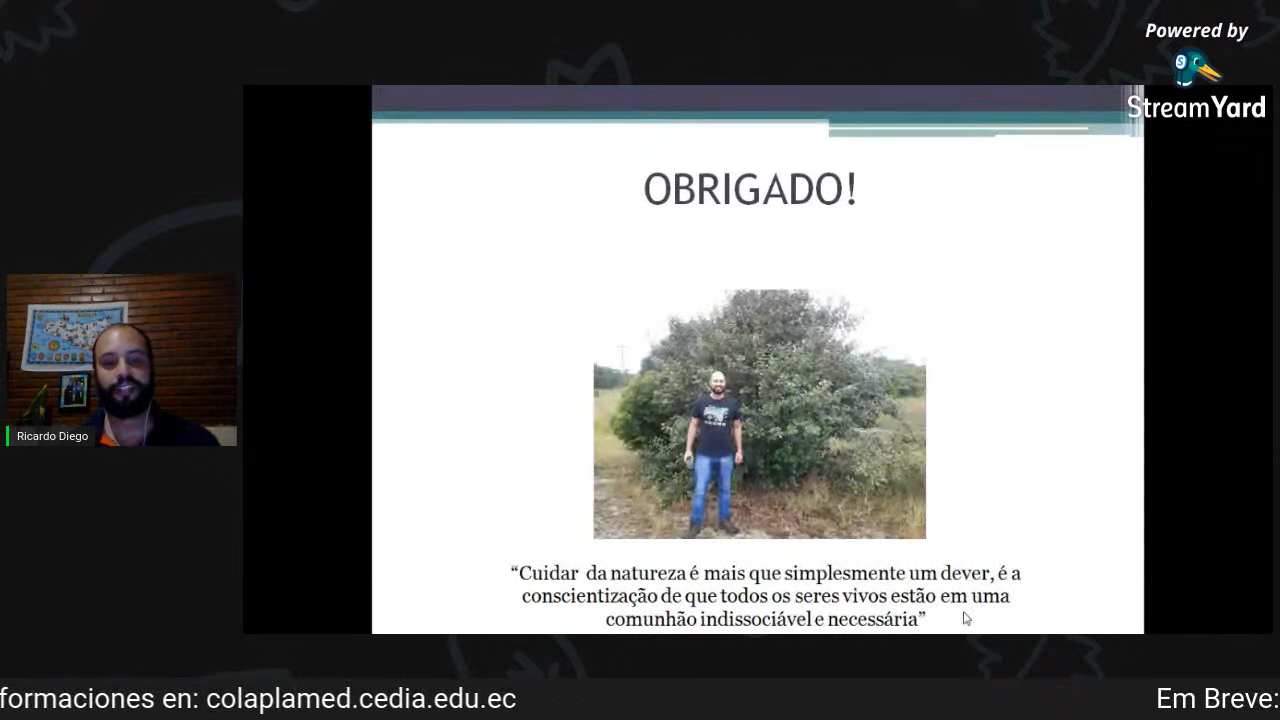 Powered by
StreamYard
OBRIGADO!
Ricardo Diego
“Cuidar da natureza é mais que simplesmente um dever, é a
conscientização de que todos os seres vivos estão em uma
comunhão indissociável e necessária”
formaciones en: colaplamed.cedia.edu.ec
Em Breve: